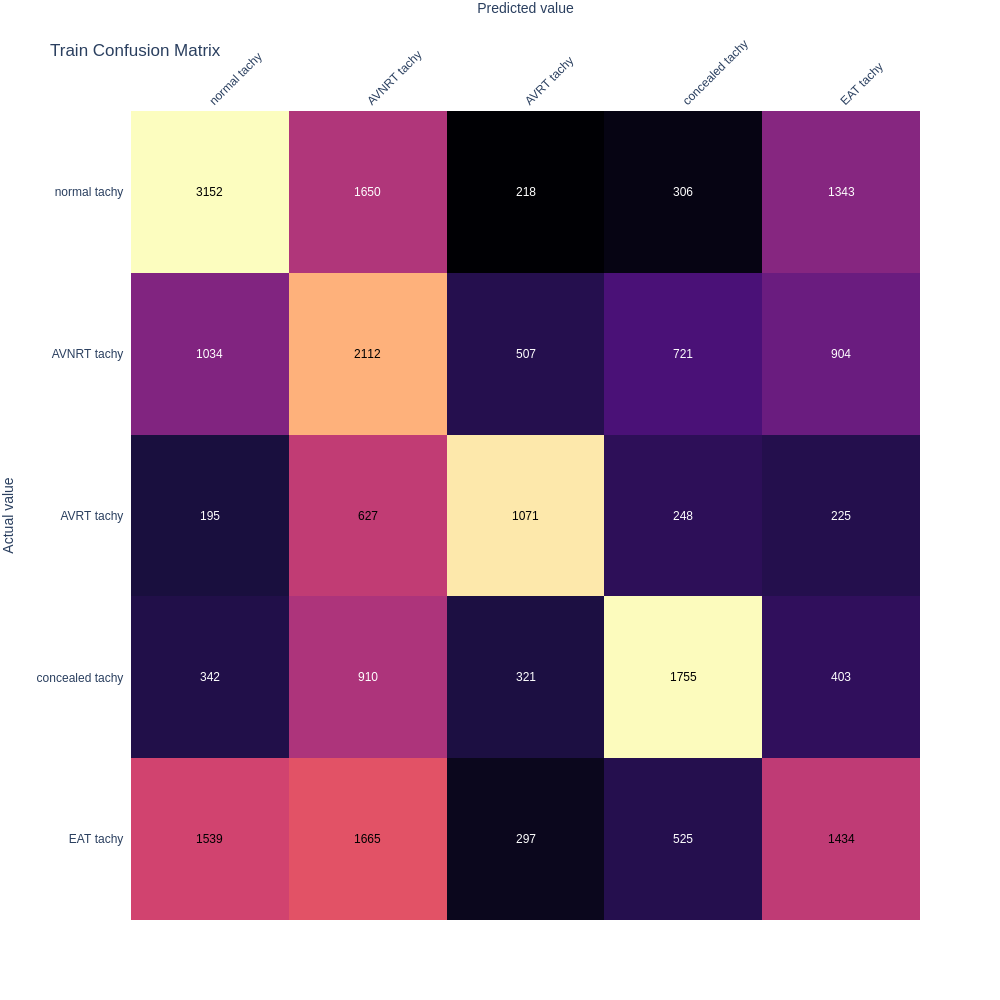 Predicted value
Train Confusion Matrix
normal tachy AVNRT tachy AVRT tachy concealed tachy EAT tachy
normal tachy 3152 1650 218 306 1343
AVNRT tachy 1034 2112 507 721 904
Actual value
AVRT tachy 195 627 1071 248 225
concealed tachy 342 910 321 1755 403
EAT tachy 1539 1665 297 525 1434